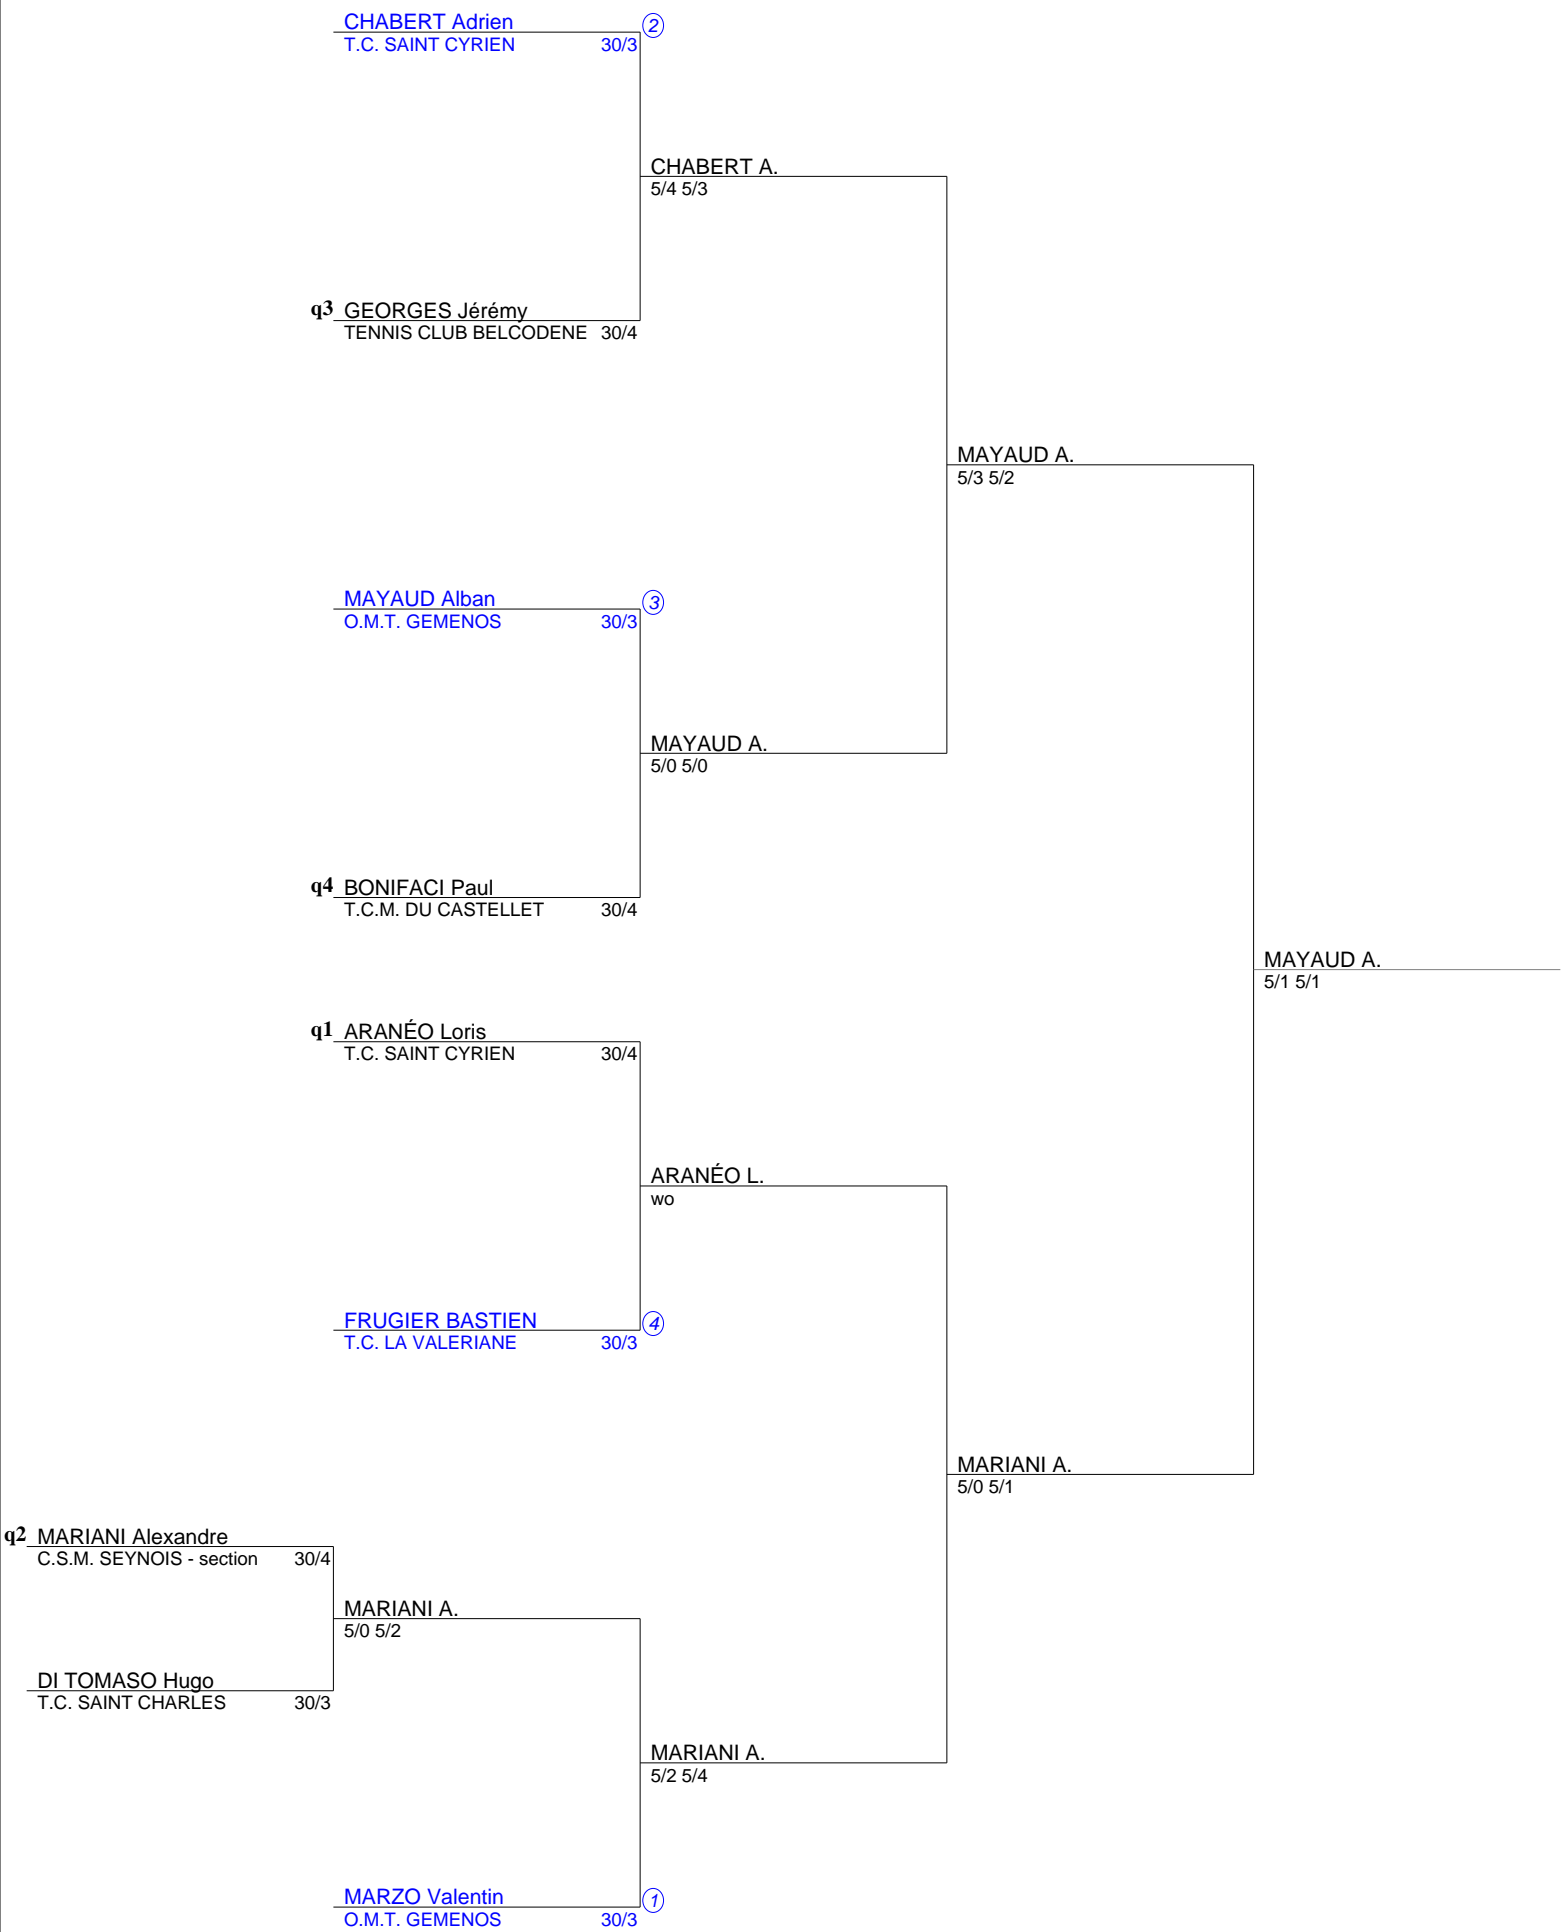 CHABERT Adrien
2
T.C. SAINT CYRIEN 30/3
CHABERT A.
5/4 5/3
q3 GEORGES Jérémy
TENNIS CLUB BELCODENE 30/4
MAYAUD A.
5/3 5/2
MAYAUD Alban
3
O.M.T. GEMENOS 30/3
MAYAUD A.
5/0 5/0
q4 BONIFACI Paul
T.C.M. DU CASTELLET 30/4
MAYAUD A.
5/1 5/1
q1 ARANÉO Loris
T.C. SAINT CYRIEN 30/4
ARANÉO L.
wo
FRUGIER BASTIEN
4
T.C. LA VALERIANE 30/3
MARIANI A.
5/0 5/1
q2 MARIANI Alexandre
C.S.M. SEYNOIS - section 30/4
MARIANI A.
5/0 5/2
DI TOMASO Hugo
T.C. SAINT CHARLES 30/3
MARIANI A.
5/2 5/4
MARZO Valentin
1
O.M.T. GEMENOS 30/3